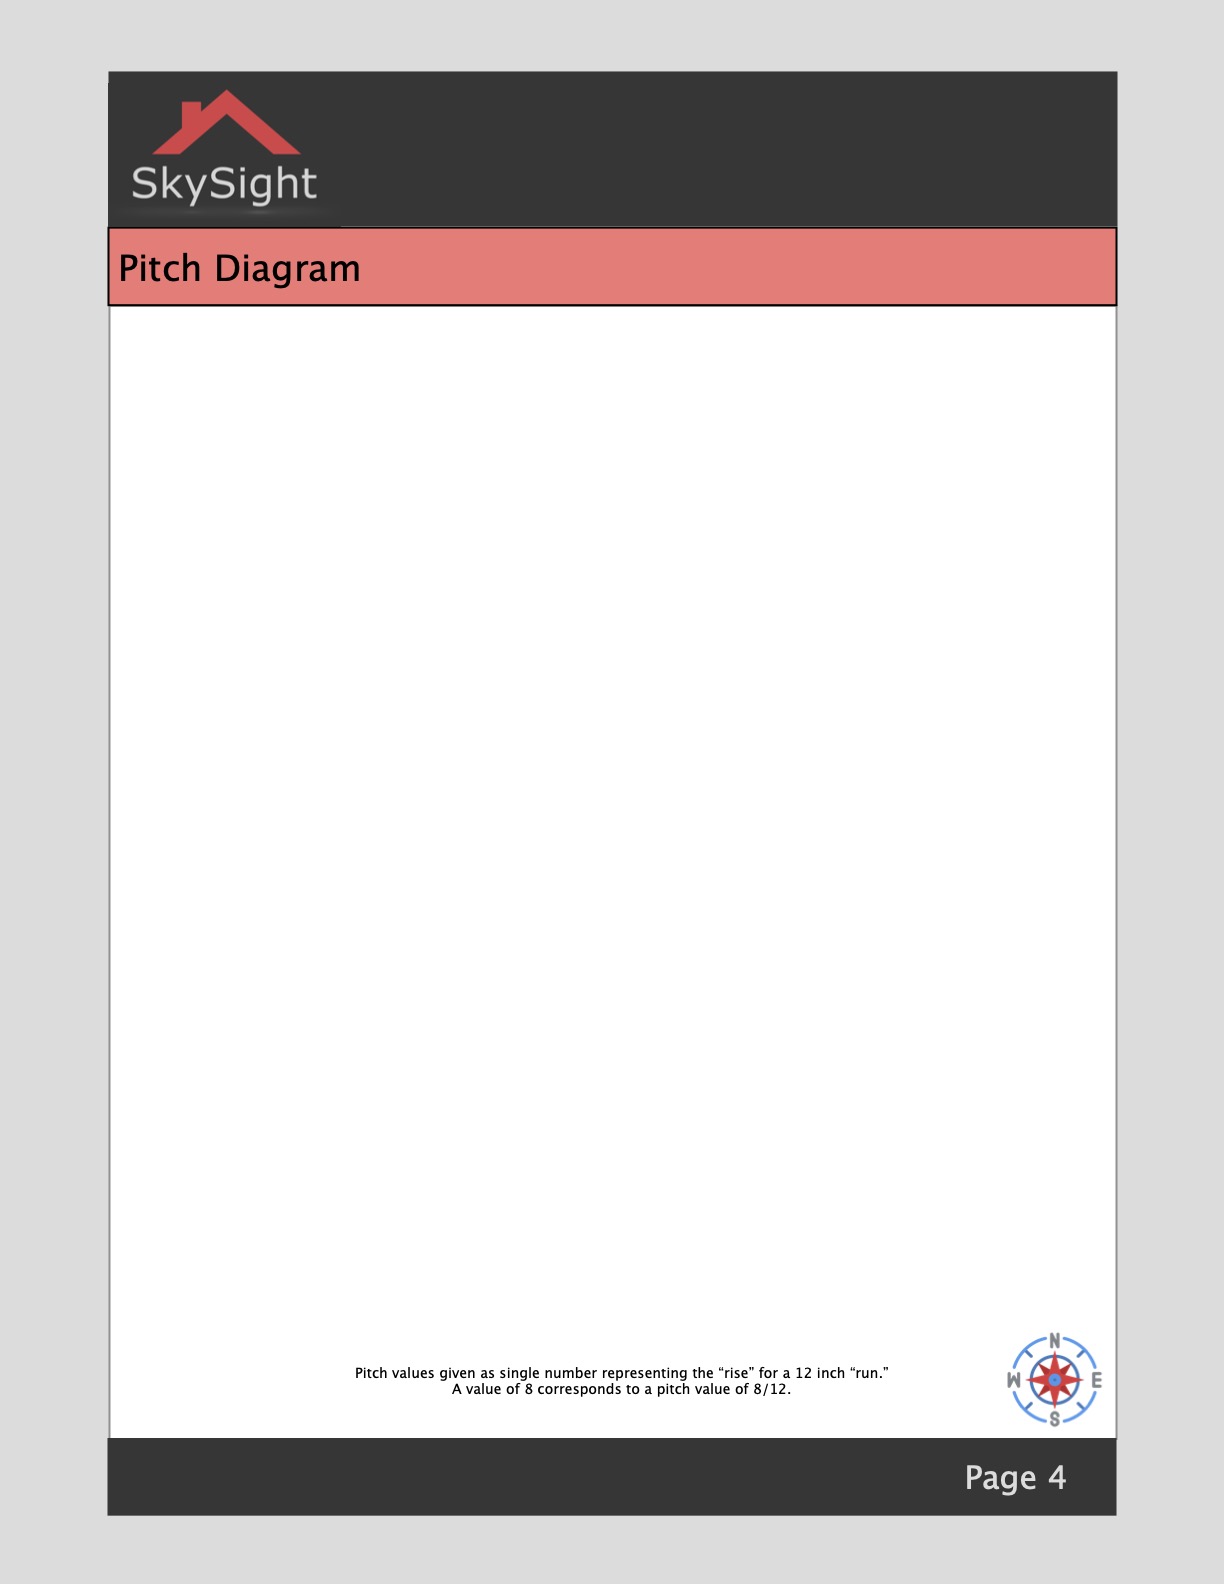 SkySight
Pitch Diagram
Pitch values given as single number representing the “rise” for a 12 inch “run.”
A value of 8 corresponds to a pitch value of 8/12.
N
W E
S
Page 4